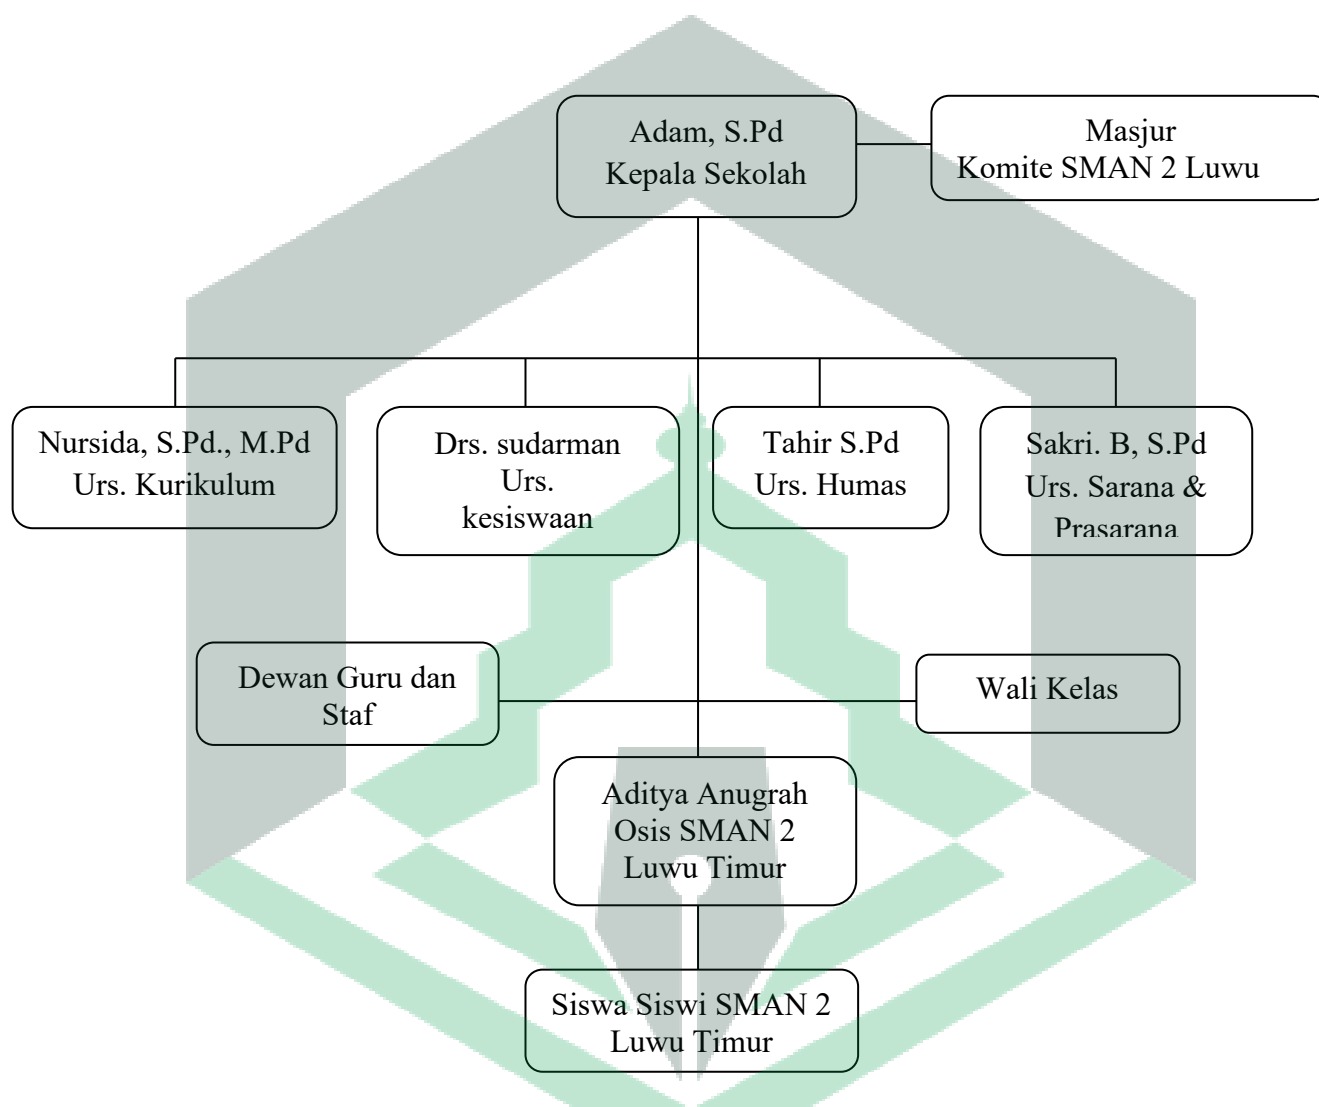 Adam, S.Pd
Kepala Sekolah
Masjur
Komite SMAN 2 Luwu
Nursida, S.Pd., M.Pd
Urs. Kurikulum
Drs. sudarman
Urs.
kesiswaan
Tahir S.Pd
Urs. Humas
Sakri. B, S.Pd
Urs. Sarana &
Prasarana
Dewan Guru dan
Staf
Wali Kelas
Aditya Anugrah
Osis SMAN 2
Luwu Timur
Siswa Siswi SMAN 2
Luwu Timur